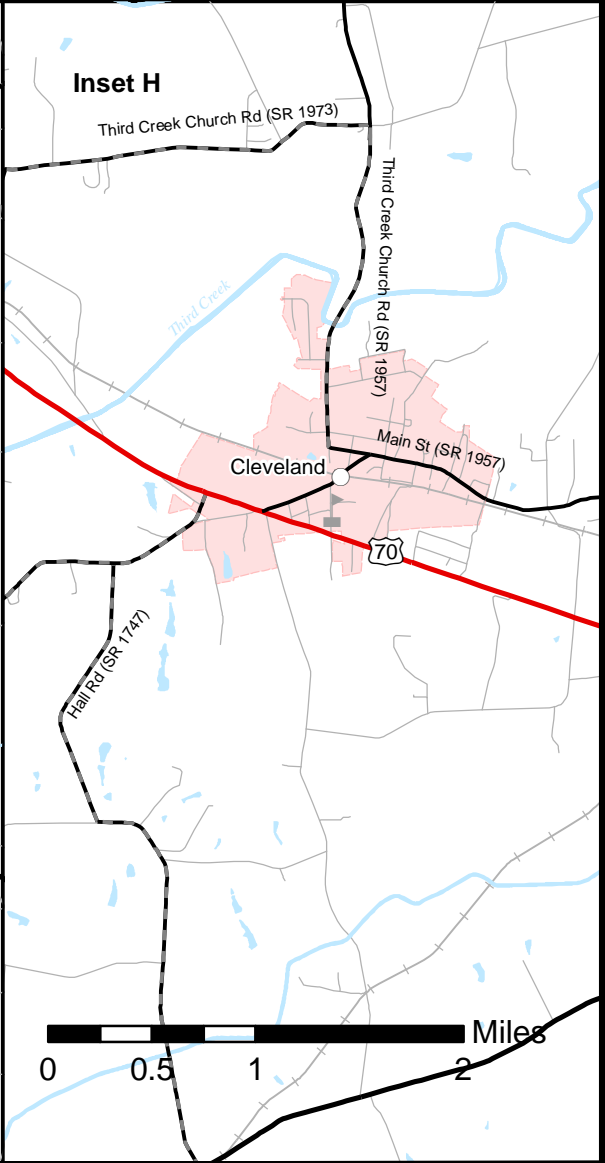 Inset H
Third Creek Church Rd (SR 1973)
Third Creek Church Rd (SR 1957)
Third Creek
Main St (SR 1957)
Cleveland
70
Hall Rd (SR 1747)
Miles
0 0.5 1 2